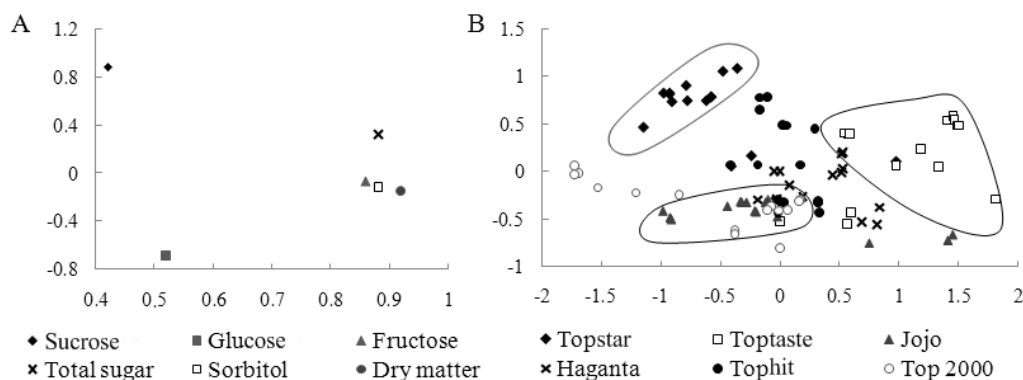 A
1.2
0.8
0.4
0
-0.4
-0.8
0.4 0.5 0.6 0.7 0.8 0.9 1
Sucrose Glucose Fructose
Total sugar Sorbitol Dry matter
B
1.5
1
0.5
0
-0.5
-1
-2 -1.5 -1 -0.5 0 0.5 1 1.5 2
Topstar Toptaste Jojo
Haganta Tophit Top 2000